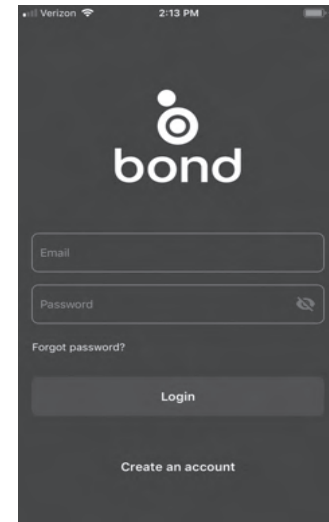 Verizon 2:13 PM
bond
Email
Password
Forgot password?
Login
Create an account